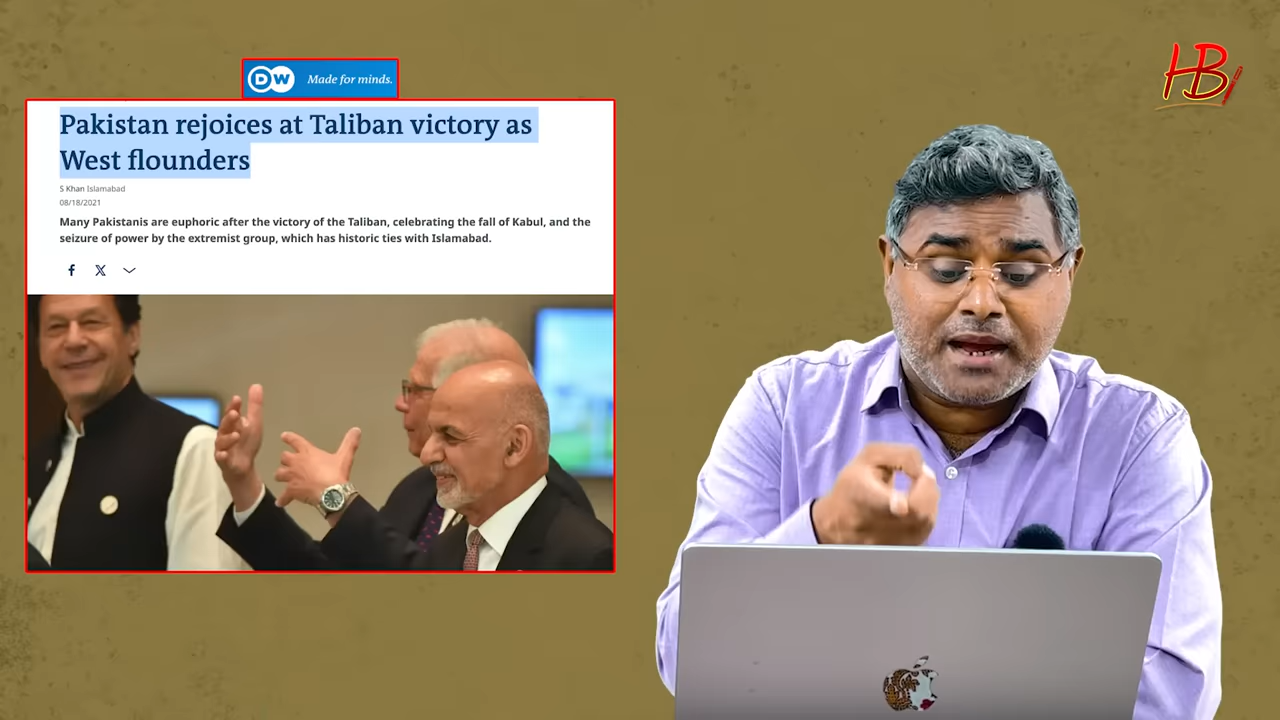 DW Made for minds.
Pakistan rejoices at Taliban victory as
West flounders
S Khan Islamabad
08/18/2021
Many Pakistanis are euphoric after the victory of the Taliban, celebrating the fall of Kabul, and the
seizure of power by the extremist group, which has historic ties with Islamabad.
HB